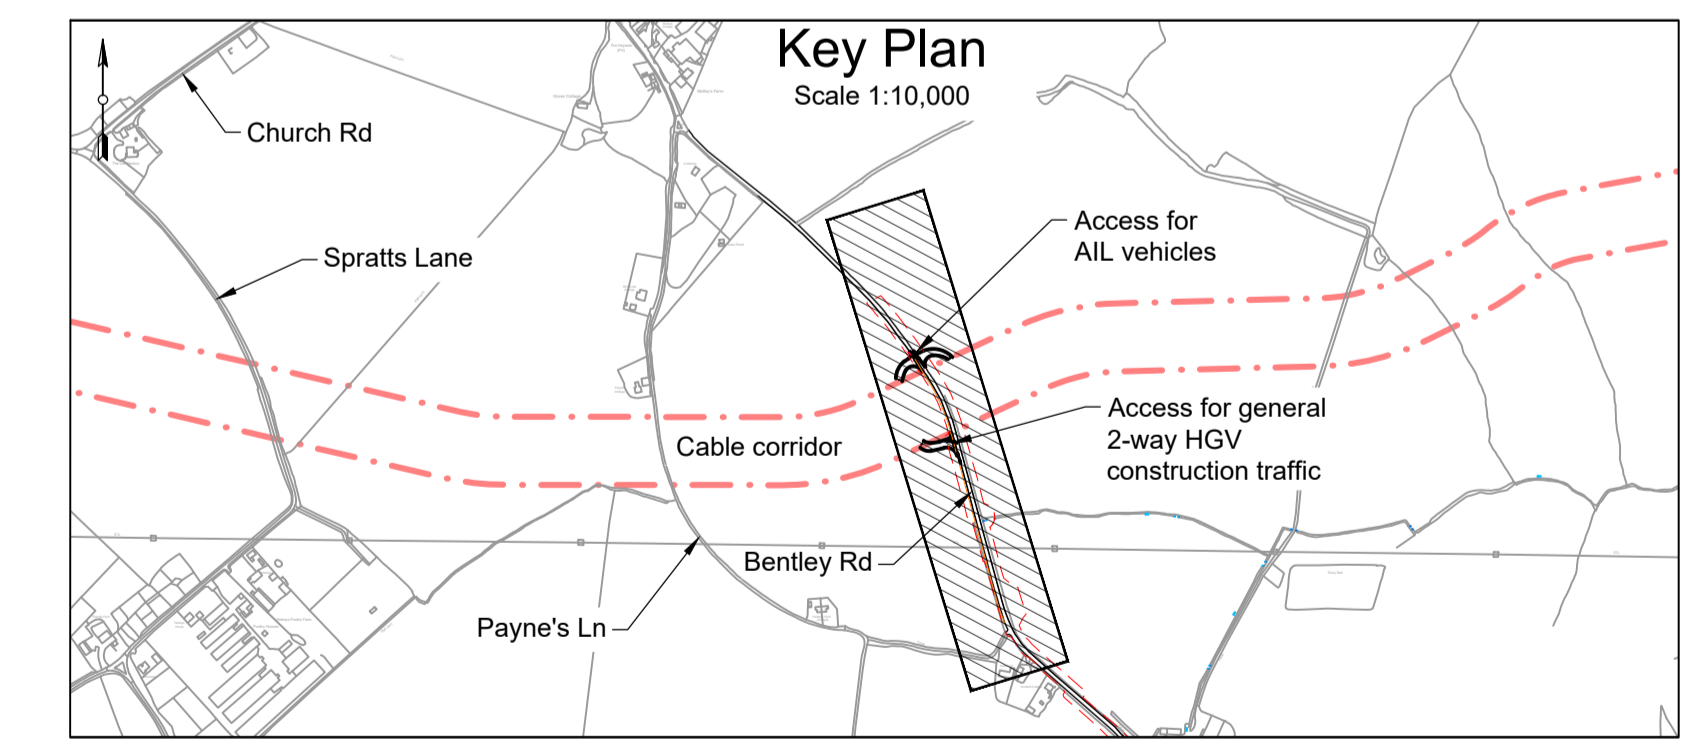 Key Plan
Scale 1:10,000
Church Rd
Spratts Lane
Access for
AIL vehicles
Access for general
2-way HGV
construction traffic
Cable corridor
Bentley Rd
Payne's Ln